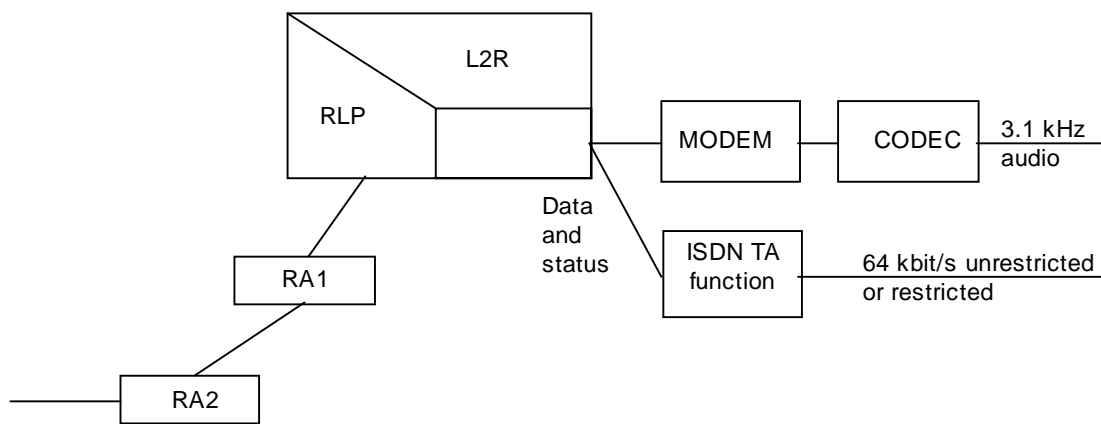 L2R
RLP
MODEM
CODEC
3.1 kHz
audio
Data
and
status
ISDN TA
function
64 kbit/s unrestricted
or restricted
RA1
RA2